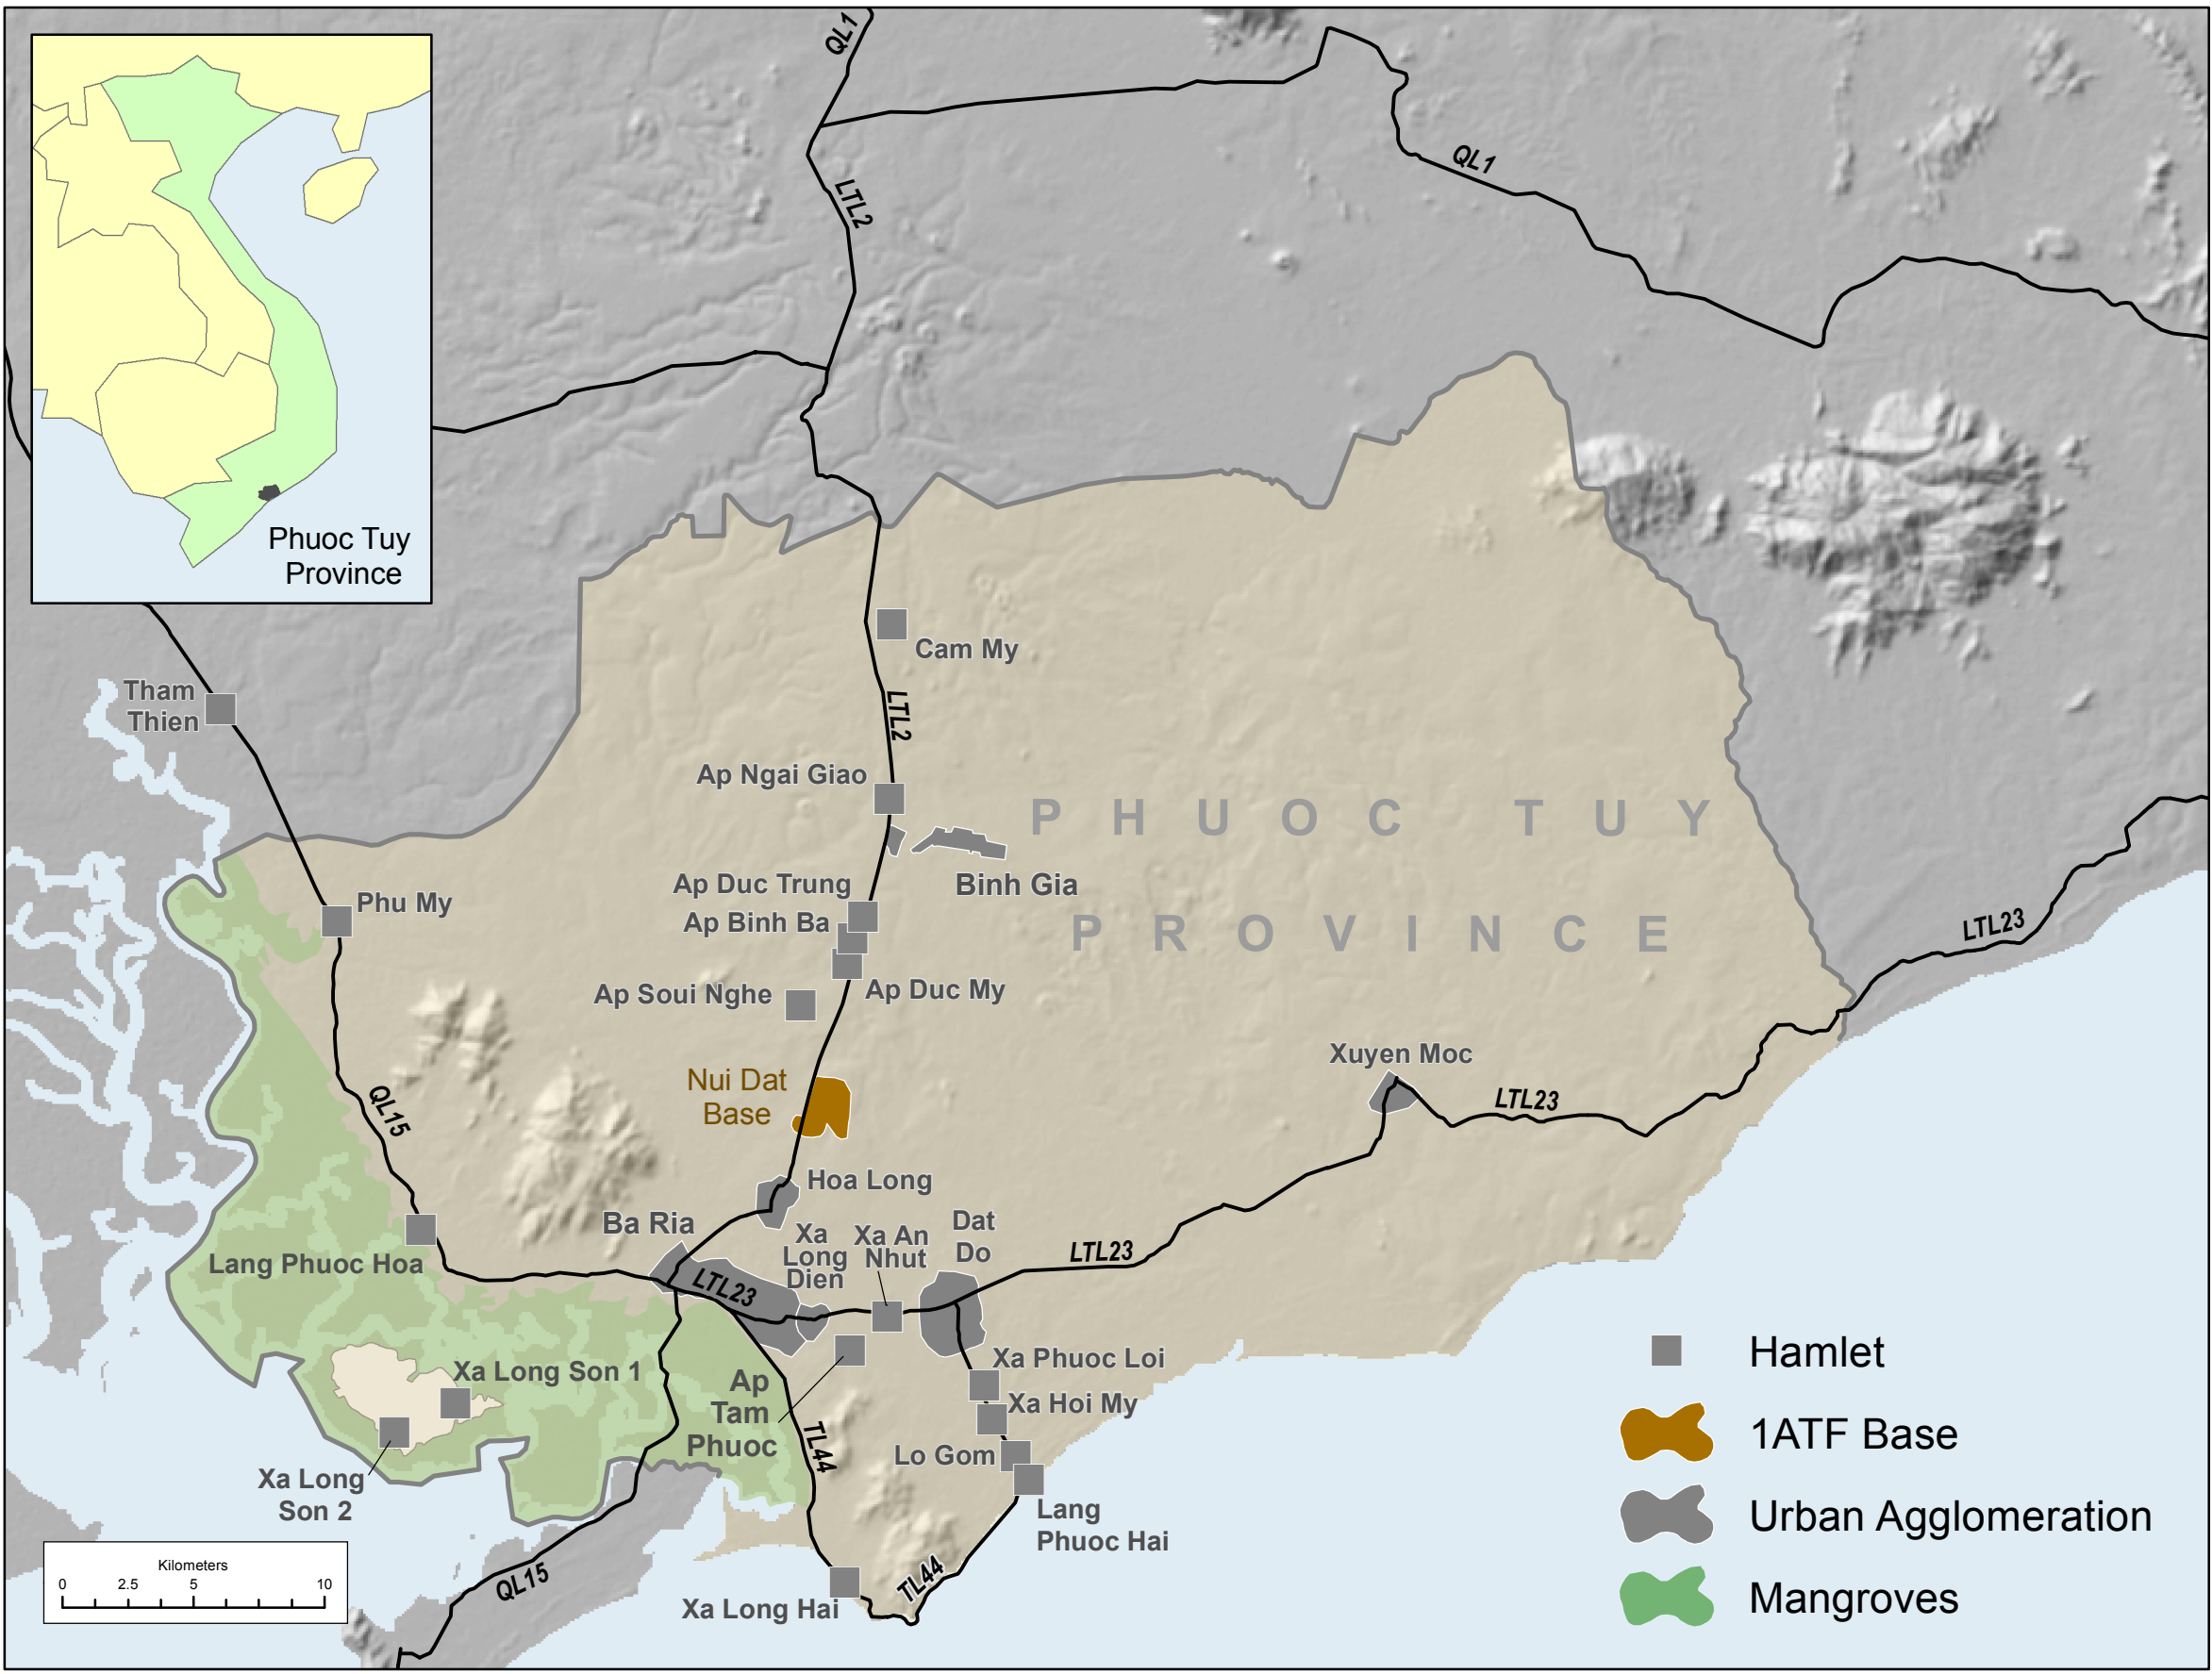 QL1
Phuoc Tuy
Province
QL1
LTL2
Cam My
Tham
Thien
LTL2
Ap Ngai Giao
PHUOC TUY
Binh Gia
Ap Duc Trung
Phu My
Ap Binh Ba
PROVINCE
LTL23
Ap Soui Nghe
Ap Duc My
Xuyen Moc
Nui Dat
Base
QL15
LTL23
Hoa Long
Ba Ria
Xa
Long
Dien
Xa An
Nhut
Dat
Do
Lang Phuoc Hoa
LTL23
LTL23
Xa Long Son 1
Xa Phuoc Loi
Xa Hoi My
Ap
Tam
Phuoc
TL44
Lo Gom
Xa Long
Son 2
Lang
Phuoc Hai
TL44
QL15
Xa Long Hai
Kilometers
0 2.5 5 10
Hamlet
1ATF Base
Urban Agglomeration
Mangroves